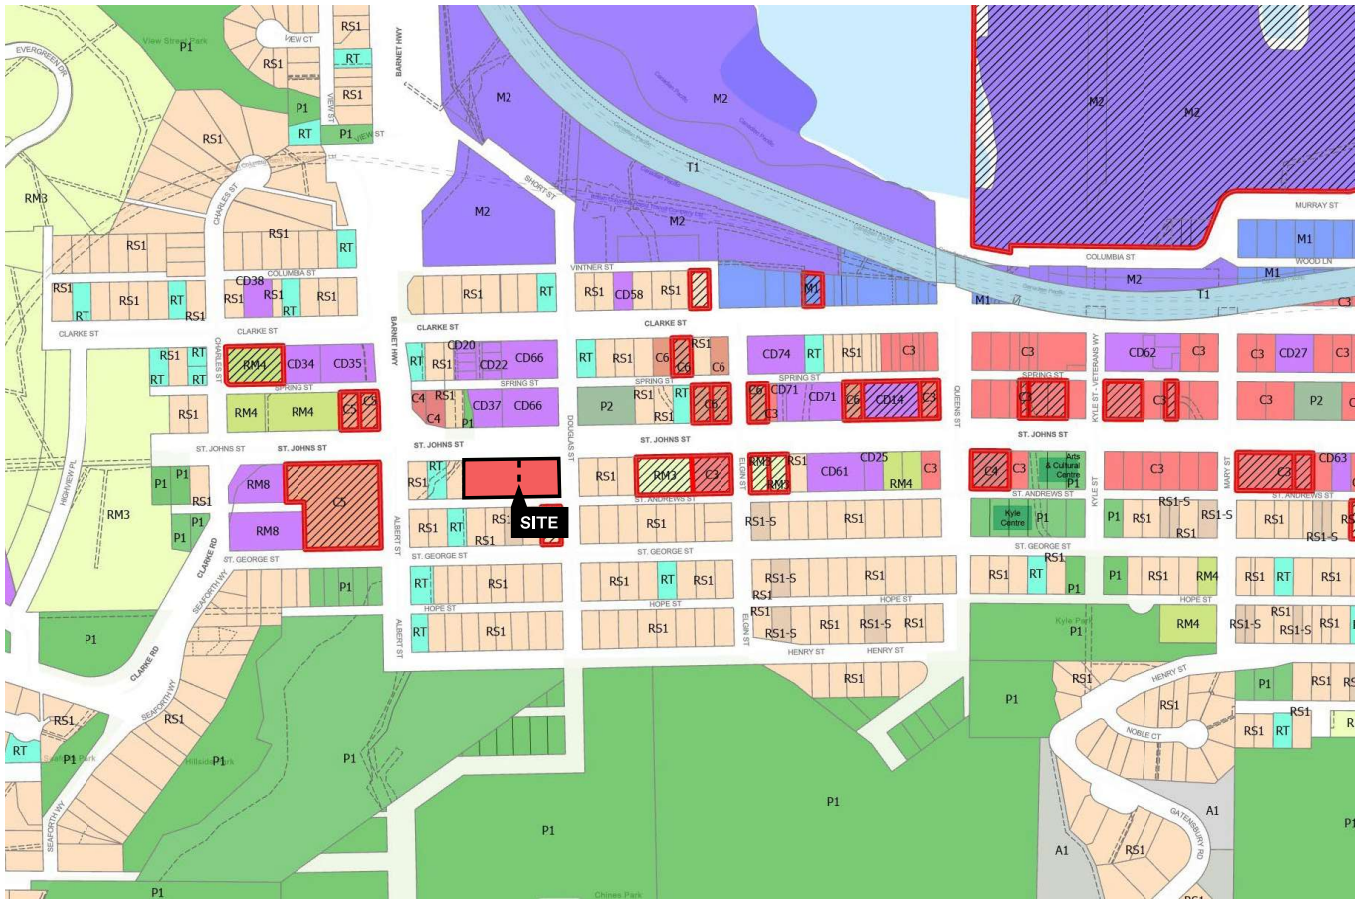 View Street Park
P1
RS1
VIEW CT
RS1
RT
RS1
EVERGREEN DR
P1
VIEW ST
RT
P1
VIEW ST
RS1
CHARLES ST
RM3
BARNET HWY
M2
M2
Canadian Pacific
T1
SHORT ST
M2
M2
M2
M2
MURRAY ST
M1
COLUMBIA ST
WOOD LN
M1
M2
T1
M1
C3
RS1
RS1
RT
COLUMBIA ST
VINTNER ST
RS1
RT
RS1
RT
RS1
CD38
RS1
RS1
RT
RS1
RS1
RT
RS1
CD58
RS1
M1
CLARKE ST
CLARKE ST
BARNET HWY
CLARKE ST
CLARKE ST
CHARLES ST
RS1
RT
RT
RT
RM4
CD34
CD35
SPRING ST
RT
RS1
CD20
CD22
CD66
SPRING ST
RT
RS1
C6
RS1
C6
C6
SPRING ST
CD74
RT
RS1
C3
SPRING ST
C3
SPRING ST
KYLE ST - VETERANS WY
CD62
C3
C3
CD27
C3
RS1
RM4
RM4
C5
C5
C4
C4
RS1
P1
CD37
CD66
DOUGLAS ST
P2
RS1
RS1
RT
C6
C6
C3
CD71
CD71
C6
CD14
C3
QUEENS ST
C3
C3
C3
P2
C3
ST. JOHNS ST
ST. JOHNS ST
ST. JOHNS ST
ST. JOHNS ST
ST. JOHNS ST
HIGHVIEW PL
RM3
P1
P1
RS1
P1
RM8
RM8
C5
RS1
RT
SITE
RS1
RM3
C3
ELGIN ST
RM3
RM3
RS1
CD61
CD25
RM4
C3
C4
C3
Arts
& Cultural
Centre
P1
C3
MARY ST
C3
CD63
ST. ANDREWS ST
ST. ANDREWS ST
ST. ANDREWS ST
KYLE ST
CLARKE RD
ALBERT ST
RS1
RT
RS1
RS1
RS1
RS1-S
RS1
Kyle
Centre
P1
P1
RS1
RS1-S
RS1-S
RS1
RS1
RS1-S
ST. GEORGE ST
ST. GEORGE ST
ST. GEORGE ST
ST. GEORGE ST
SEAFORTH WY
P1
RT
RS1
RS1
RT
RS1
RS1-S
RS1
RS1
RS1
RT
RS1
P1
P1
RS1
RM4
RS1
RT
RS1
HOPE ST
HOPE ST
HOPE ST
HOPE ST
P1
CLARKE RD
ALBERT ST
RT
RS1
RS1
ELGIN ST
RS1
RS1-S
RS1
RS1-S
RS1
Kyle Park
P1
RM4
RS1-S
RS1
RS1-S
RS1
HENRY ST
HENRY ST
HENRY ST
SEAFORTH WY
RS1
RS1
P1
RS1
RS1
P1
RS1
RS1
RT
P1
Hillside Park
P1
P1
NOBLE CT
RS1
RT
RS1
SEAFORTH WY
P1
P1
A1
RS1
GATENSBURY RD
A1
P1
P1
Chines Park
RS1